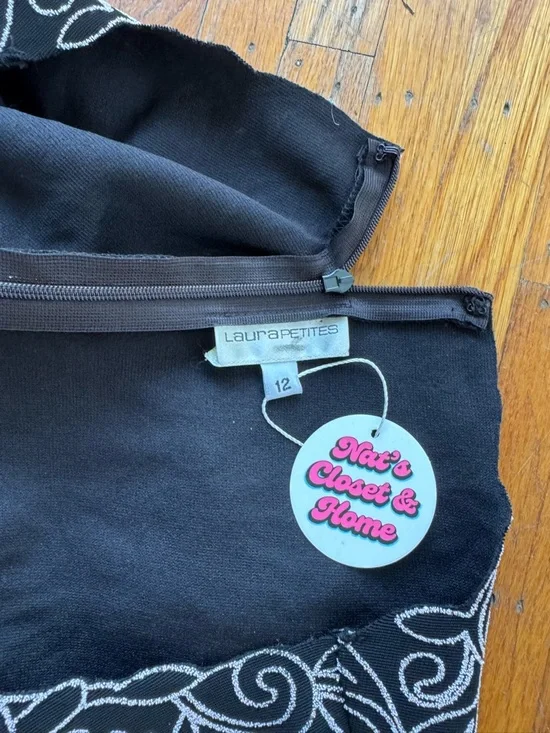 Laura PETITES
12
Nat's
Closet &
Home